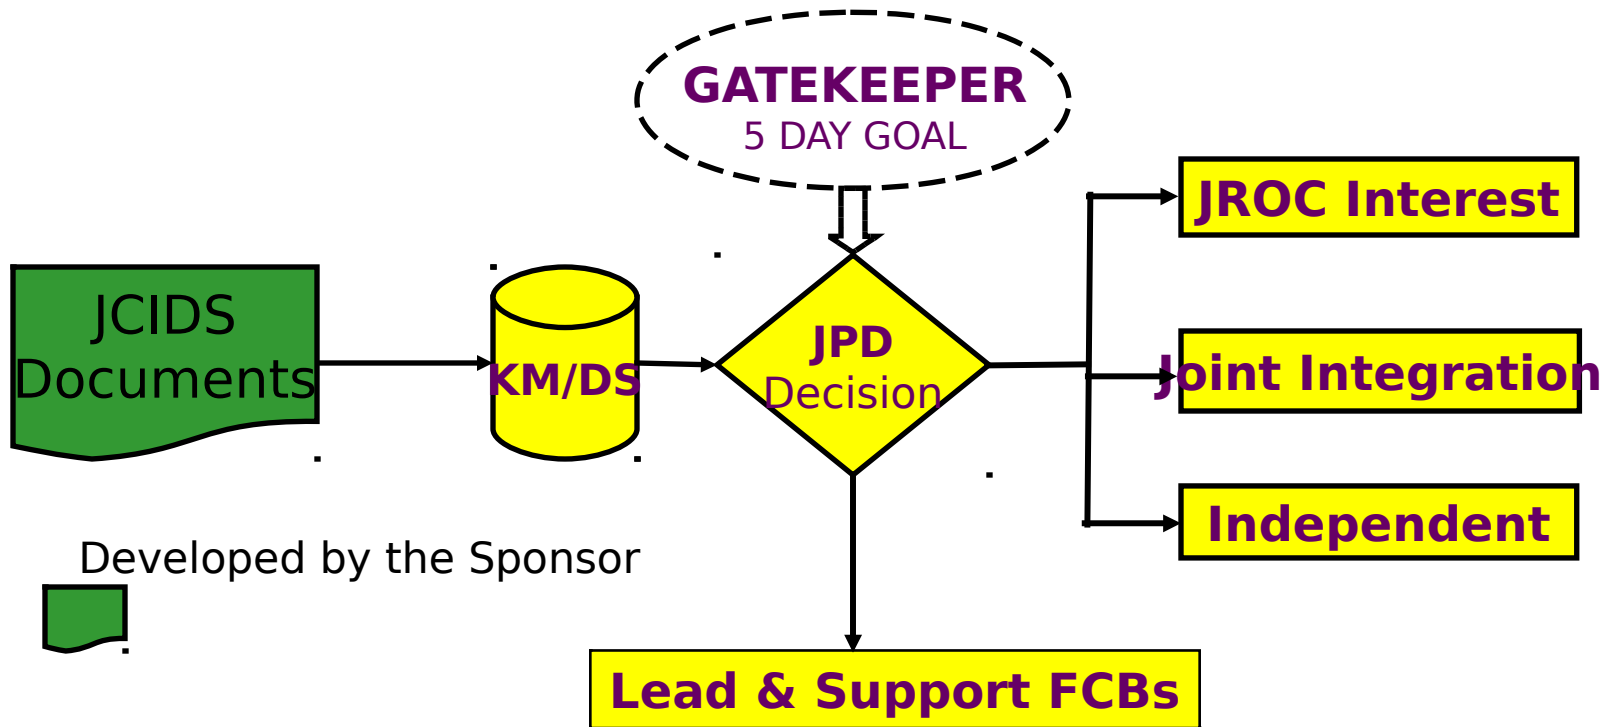 GATEKEEPER
5 DAY GOAL
JROC Interest
JCIDS
Documents
KM/DS
JPD
Decision
Joint Integration
Independent
Developed by the Sponsor
Lead & Support FCBs